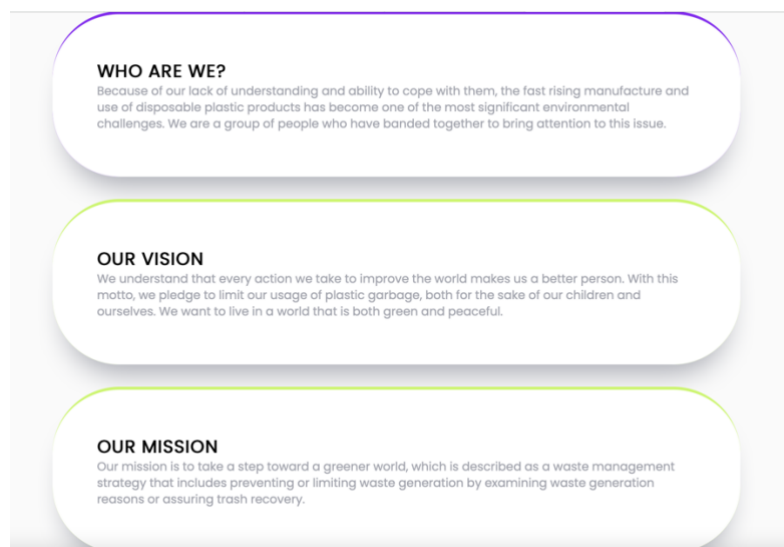 WHO ARE WE?
Because of our lack of understanding and ability to cope with them, the fast rising manufacture and
use of disposable plastic products has become one of the most significant environmental
challenges. We are a group of people who have banded together to bring attention to this issue.
OUR VISION
We understand that every action we take to improve the world makes us a better person. With this
motto, we pledge to limit our usage of plastic garbage, both for the sake of our children and
ourselves. We want to live in a world that is both green and peaceful.
OUR MISSION
Our mission is to take a step toward a greener world, which is described as a waste management
strategy that includes preventing or limiting waste generation by examining waste generation
reasons or assuring trash recovery.